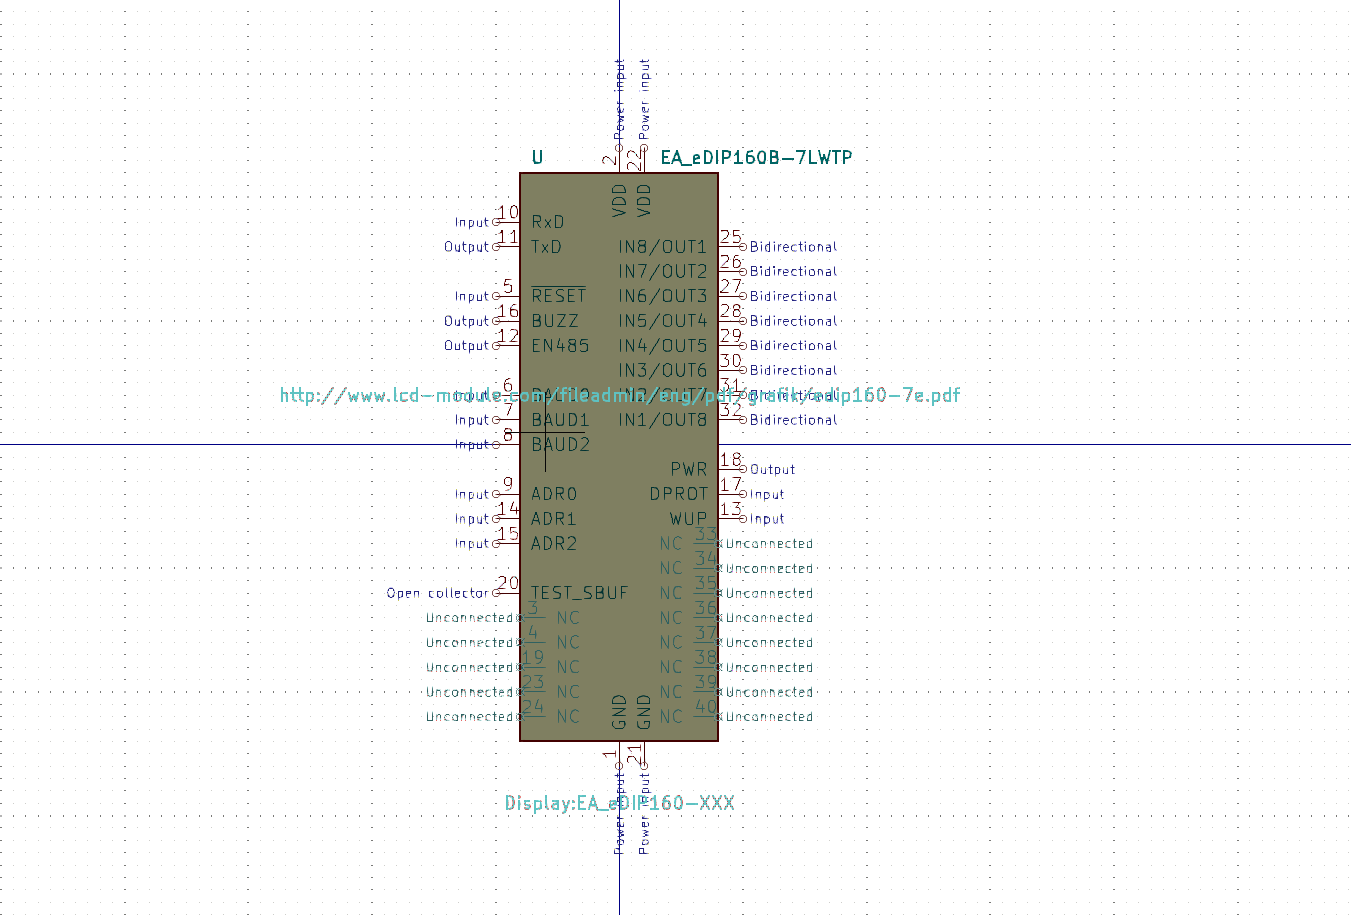 Power input Power input
2 22
U EA_eDIP160B-7LWTP
VDD VDD
Input 10 RxD
Output 11 TxD IN8/OUT1 25 Bidirectional
IN7/OUT2 26 Bidirectional
Input 5 RESET IN6/OUT3 27 Bidirectional
Output 16 BUZZ IN5/OUT4 28 Bidirectional
Output 12 EN485 IN4/OUT5 29 Bidirectional
IN3/OUT6 30 Bidirectional
Input 6 BAUD0 IN2/OUT7 31 Bidirectional
http://www.lcd-module.com/fileadmin/eng/pdf/grafik/edip160-7e.pdf
Input 7 BAUD1 IN1/OUT8 32 Bidirectional
Input 8 BAUD2
PWR 18 Output
Input 9 ADR0 DPROT 17 Input
Input 14 ADR1 WUP 13 Input
Input 15 ADR2 NC 33 Unconnected
NC 34 Unconnected
Open collector 20 TEST_SBUF NC 35 Unconnected
Unconnected 3 NC NC 36 Unconnected
Unconnected 4 NC NC 37 Unconnected
Unconnected 19 NC NC 38 Unconnected
Unconnected 23 NC NC 39 Unconnected
Unconnected 24 NC NC 40 Unconnected
GND GND
1 21
Display:EA_eDIP160-XXX
Power input Power input